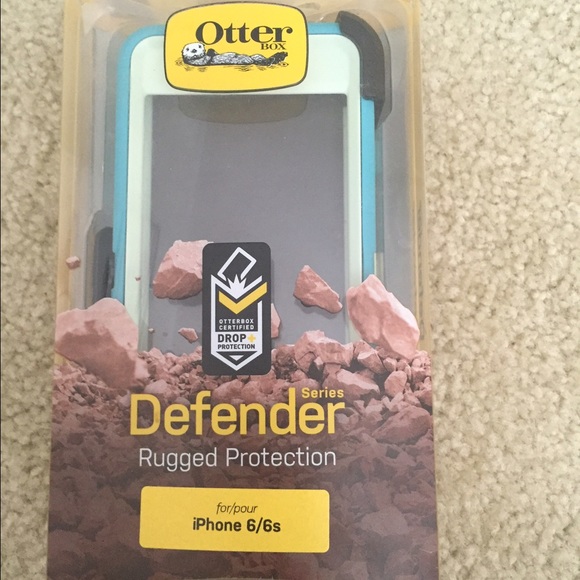 Otter
BOX
OTTERBOX
CERTIFIED
DROP+
PROTECTION
Series
Defender
Rugged Protection
for/pour
iPhone 6/6s